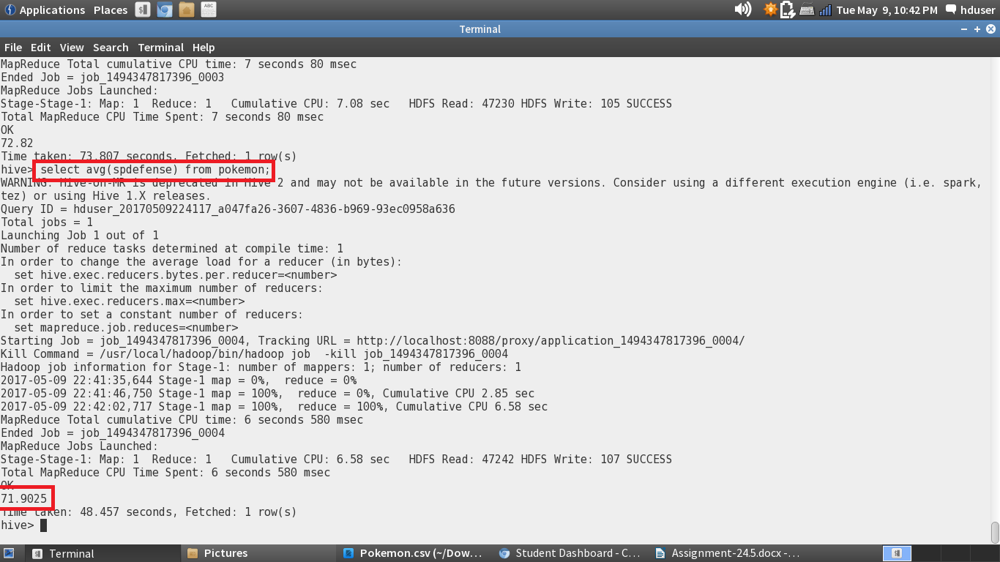 Applications Places Tue May 9, 10:42 PM hduser
Terminal
File Edit View Search Terminal Help
MapReduce Total cumulative CPU time: 7 seconds 80 msec
Ended Job = job_1494347817396_0003
MapReduce Jobs Launched:
Stage-Stage-1: Map: 1  Reduce: 1   Cumulative CPU: 7.08 sec   HDFS Read: 47230 HDFS Write: 105 SUCCESS
Total MapReduce CPU Time Spent: 7 seconds 80 msec
OK
72.82
Time taken: 73.807 seconds, Fetched: 1 row(s)
hive> select avg(spdefense) from pokemon;
WARNING: Hive-on-MR is deprecated in Hive 2 and may not be available in the future versions. Consider using a different execution engine (i.e. spark,
tez) or using Hive 1.X releases.
Query ID = hduser_20170509224117_a047fa26-3607-4836-b969-93ec0958a636
Total jobs = 1
Launching Job 1 out of 1
Number of reduce tasks determined at compile time: 1
In order to change the average load for a reducer (in bytes):
  set hive.exec.reducers.bytes.per.reducer=<number>
In order to limit the maximum number of reducers:
  set hive.exec.reducers.max=<number>
In order to set a constant number of reducers:
  set mapreduce.job.reduces=<number>
Starting Job = job_1494347817396_0004, Tracking URL = http://localhost:8088/proxy/application_1494347817396_0004/
Kill Command = /usr/local/hadoop/bin/hadoop job  -kill job_1494347817396_0004
Hadoop job information for Stage-1: number of mappers: 1; number of reducers: 1
2017-05-09 22:41:35,644 Stage-1 map = 0%,  reduce = 0%
2017-05-09 22:41:46,750 Stage-1 map = 100%,  reduce = 0%, Cumulative CPU 2.85 sec
2017-05-09 22:42:02,717 Stage-1 map = 100%,  reduce = 100%, Cumulative CPU 6.58 sec
MapReduce Total cumulative CPU time: 6 seconds 580 msec
Ended Job = job_1494347817396_0004
MapReduce Jobs Launched:
Stage-Stage-1: Map: 1  Reduce: 1   Cumulative CPU: 6.58 sec   HDFS Read: 47242 HDFS Write: 107 SUCCESS
Total MapReduce CPU Time Spent: 6 seconds 580 msec
OK
71.9025
Time taken: 48.457 seconds, Fetched: 1 row(s)
hive>
Terminal Pictures Pokemon.csv (~/Dow... Student Dashboard - C... Assignment-24.5.docx -...